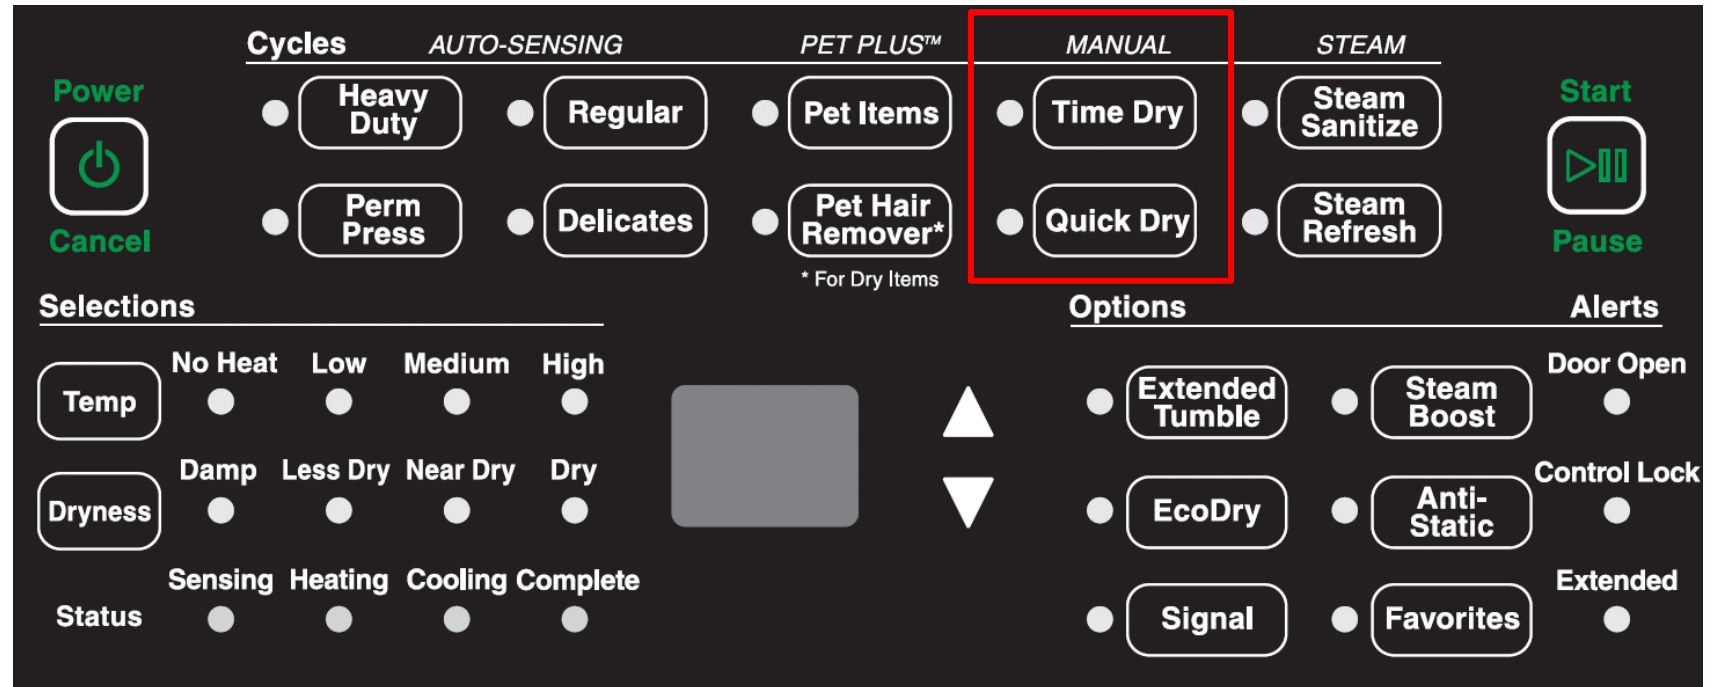 Cycles AUTO-SENSING PET PLUS™ MANUAL STEAM
Power
Heavy
Duty
Regular
Pet Items
Time Dry
Steam
Sanitize
Start
Cancel
Perm
Press
Delicates
Pet Hair
Remover*
Quick Dry
Steam
Refresh
Pause
* For Dry Items
Selections
Options
Alerts
Temp
No Heat Low Medium High
Extended
Tumble
Steam
Boost
Door Open
Dryness
Damp Less Dry Near Dry Dry
EcoDry
Anti-
Static
Control Lock
Status
Sensing Heating Cooling Complete
Signal
Favorites
Extended